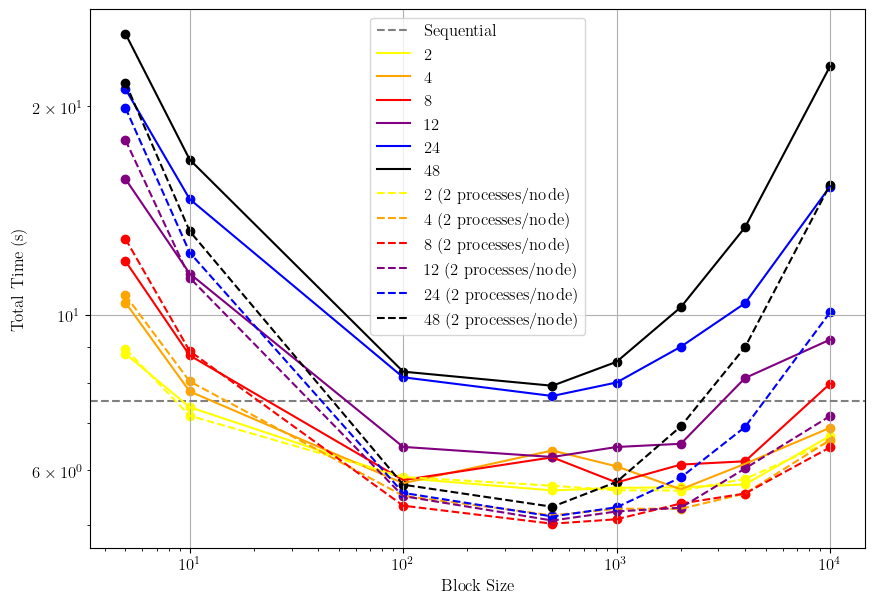 Sequential
2
4
8
12
24
48
2 (2 processes/node)
4 (2 processes/node)
8 (2 processes/node)
12 (2 processes/node)
24 (2 processes/node)
48 (2 processes/node)
2 × 10¹
10¹
6 × 10⁰
Total Time (s)
10¹ 10² 10³ 10⁴
Block Size